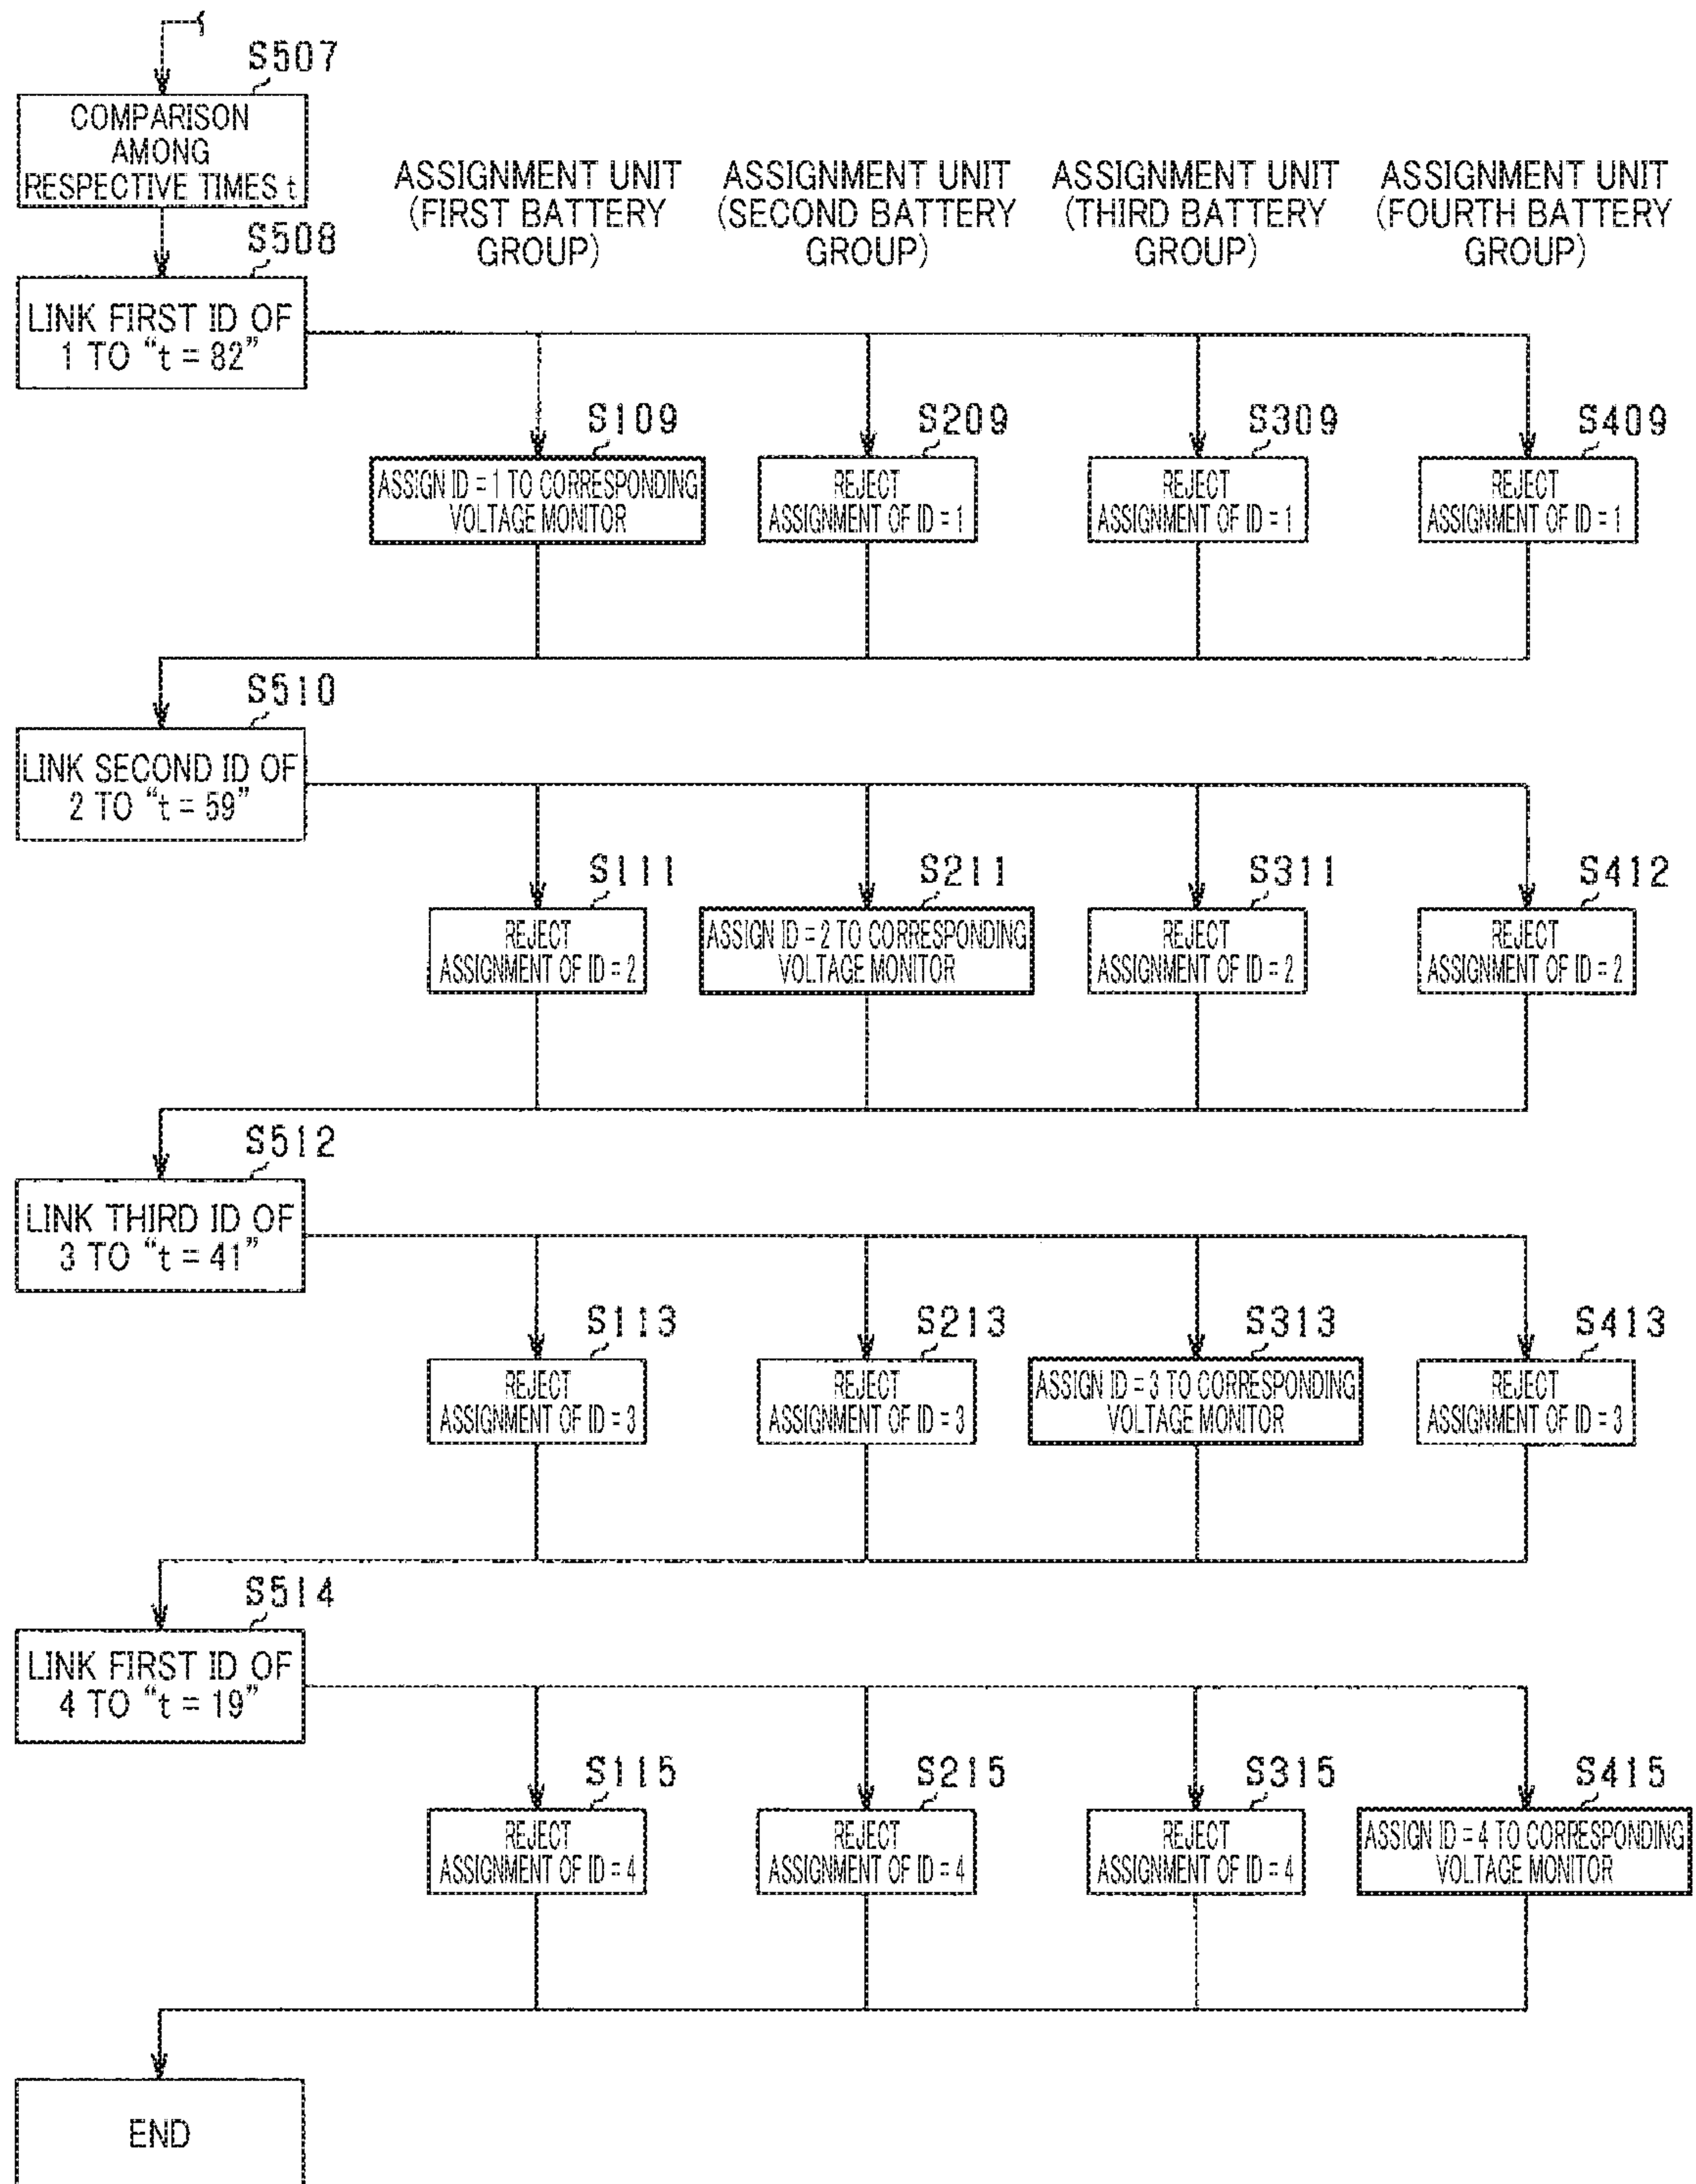 S507
COMPARISON
AMONG
RESPECTIVE TIMES t
ASSIGNMENT UNIT
(FIRST BATTERY
GROUP)
ASSIGNMENT UNIT
(SECOND BATTERY
GROUP)
ASSIGNMENT UNIT
(THIRD BATTERY
GROUP)
ASSIGNMENT UNIT
(FOURTH BATTERY
GROUP)
S508
LINK FIRST ID OF
1 TO “t = 82”
S109
ASSIGN ID = 1 TO CORRESPONDING
VOLTAGE MONITOR
S209
REJECT
ASSIGNMENT OF ID = 1
S309
REJECT
ASSIGNMENT OF ID = 1
S409
REJECT
ASSIGNMENT OF ID = 1
S510
LINK SECOND ID OF
2 TO “t = 59”
S111
REJECT
ASSIGNMENT OF ID = 2
S211
ASSIGN ID = 2 TO CORRESPONDING
VOLTAGE MONITOR
S311
REJECT
ASSIGNMENT OF ID = 2
S412
REJECT
ASSIGNMENT OF ID = 2
S512
LINK THIRD ID OF
3 TO “t = 41”
S113
REJECT
ASSIGNMENT OF ID = 3
S213
REJECT
ASSIGNMENT OF ID = 3
S313
ASSIGN ID = 3 TO CORRESPONDING
VOLTAGE MONITOR
S413
REJECT
ASSIGNMENT OF ID = 3
S514
LINK FIRST ID OF
4 TO “t = 19”
S115
REJECT
ASSIGNMENT OF ID = 4
S215
REJECT
ASSIGNMENT OF ID = 4
S315
REJECT
ASSIGNMENT OF ID = 4
S415
ASSIGN ID = 4 TO CORRESPONDING
VOLTAGE MONITOR
END